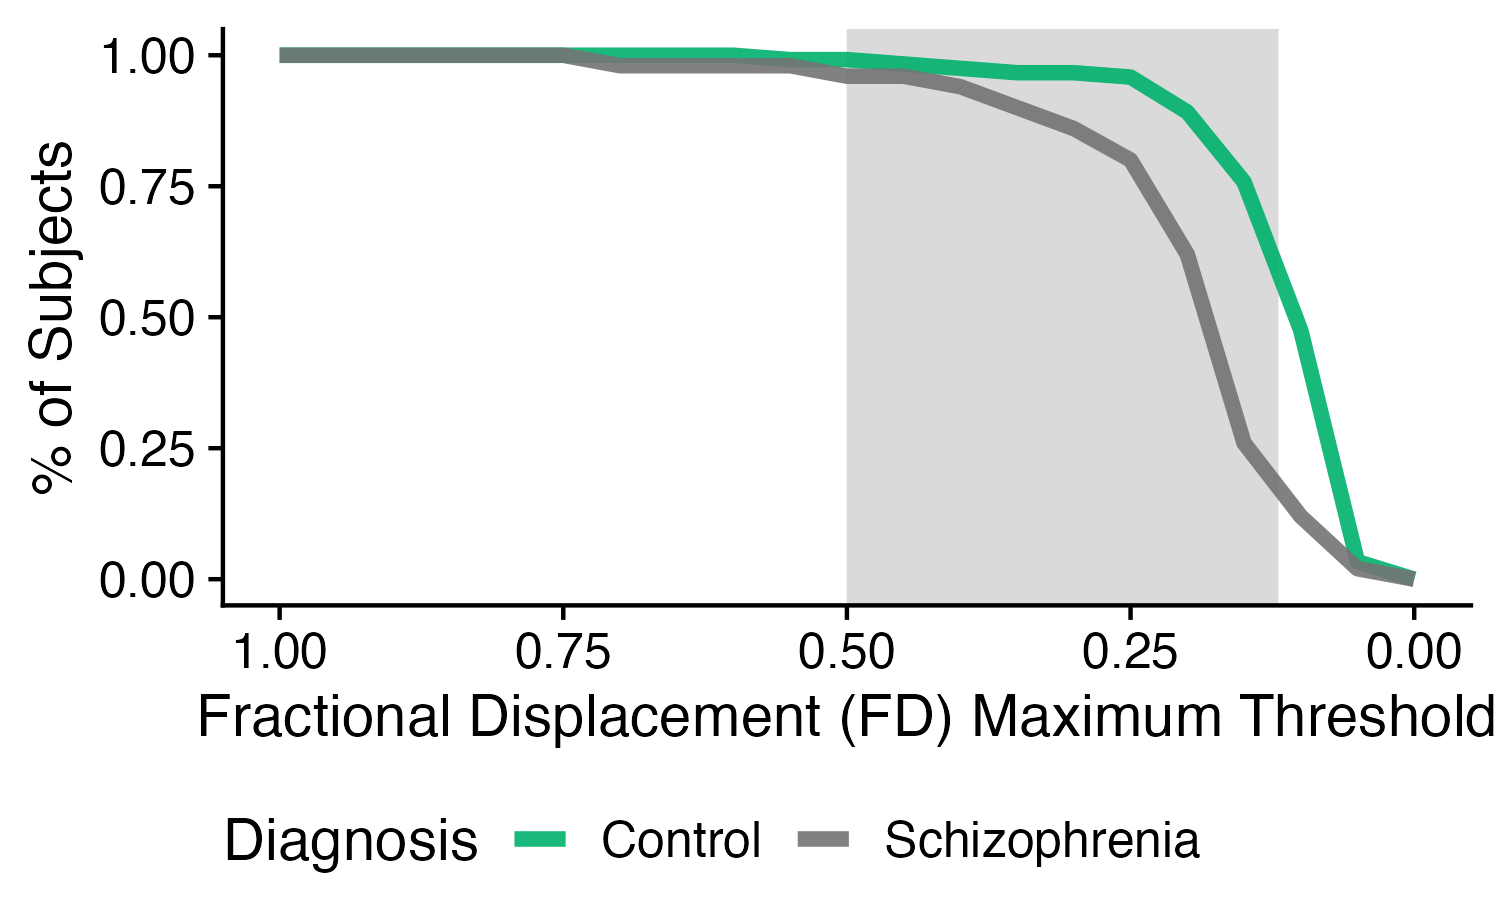 % of Subjects
1.00
0.75
0.50
0.25
0.00
1.00 0.75 0.50 0.25 0.00
Fractional Displacement (FD) Maximum Threshold
Diagnosis Control Schizophrenia